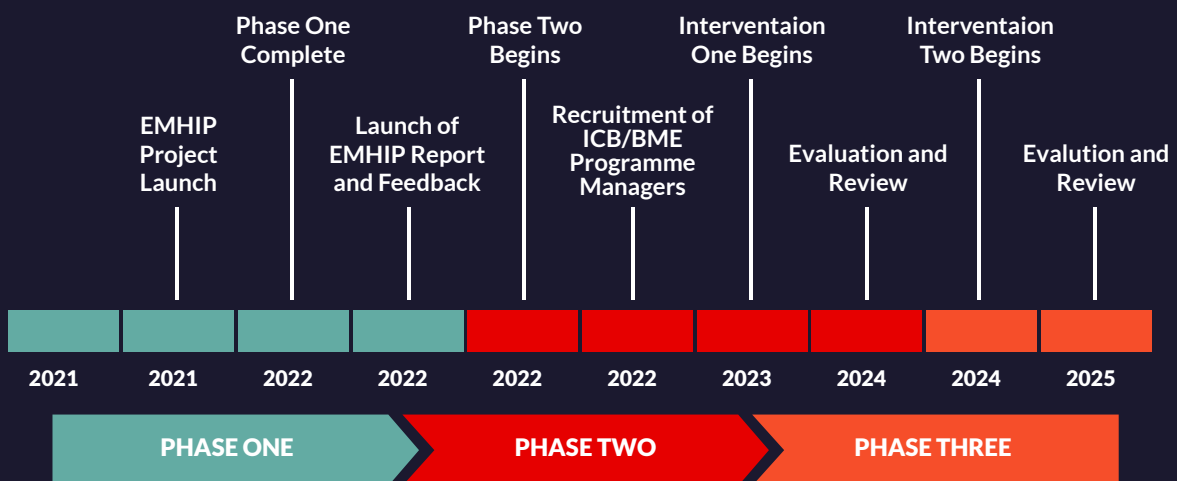 Phase One
Complete
Phase Two
Begins
Interventaion
One Begins
Interventaion
Two Begins
EMHIP
Project
Launch
Launch of
EMHIP Report
and Feedback
Recruitment of
ICB/BME
Programme
Managers
Evaluation and
Review
Evalution and
Review
2021 2021 2022 2022 2022 2022 2023 2024 2024 2025
PHASE ONE PHASE TWO PHASE THREE